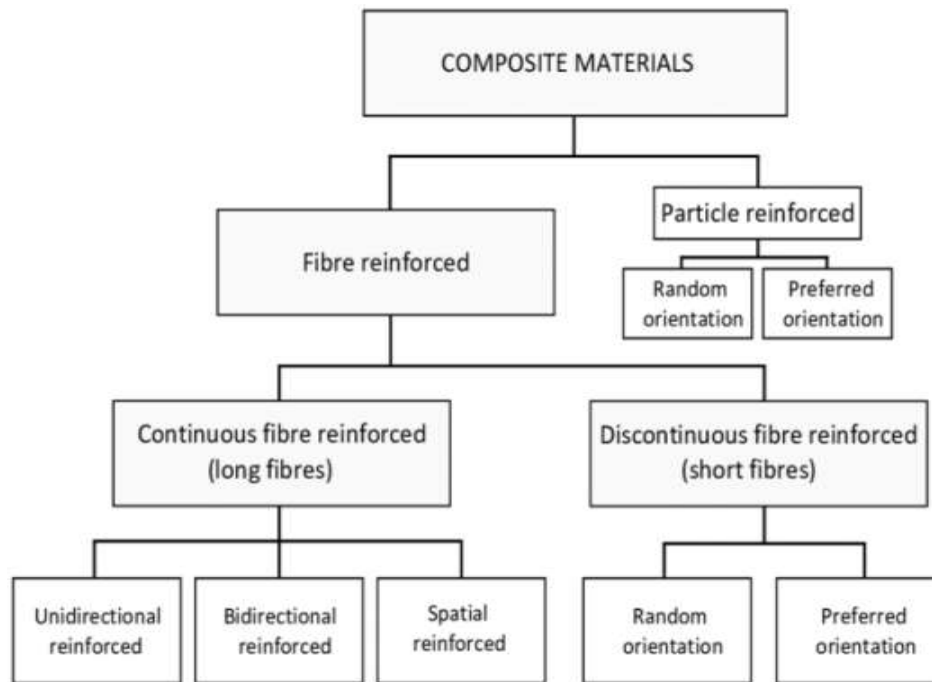 COMPOSITE MATERIALS
Particle reinforced
Fibre reinforced
Random
orientation
Preferred
orientation
Continuous fibre reinforced
(long fibres)
Discontinuous fibre reinforced
(short fibres)
Unidirectional
reinforced
Bidirectional
reinforced
Spatial
reinforced
Random
orientation
Preferred
orientation